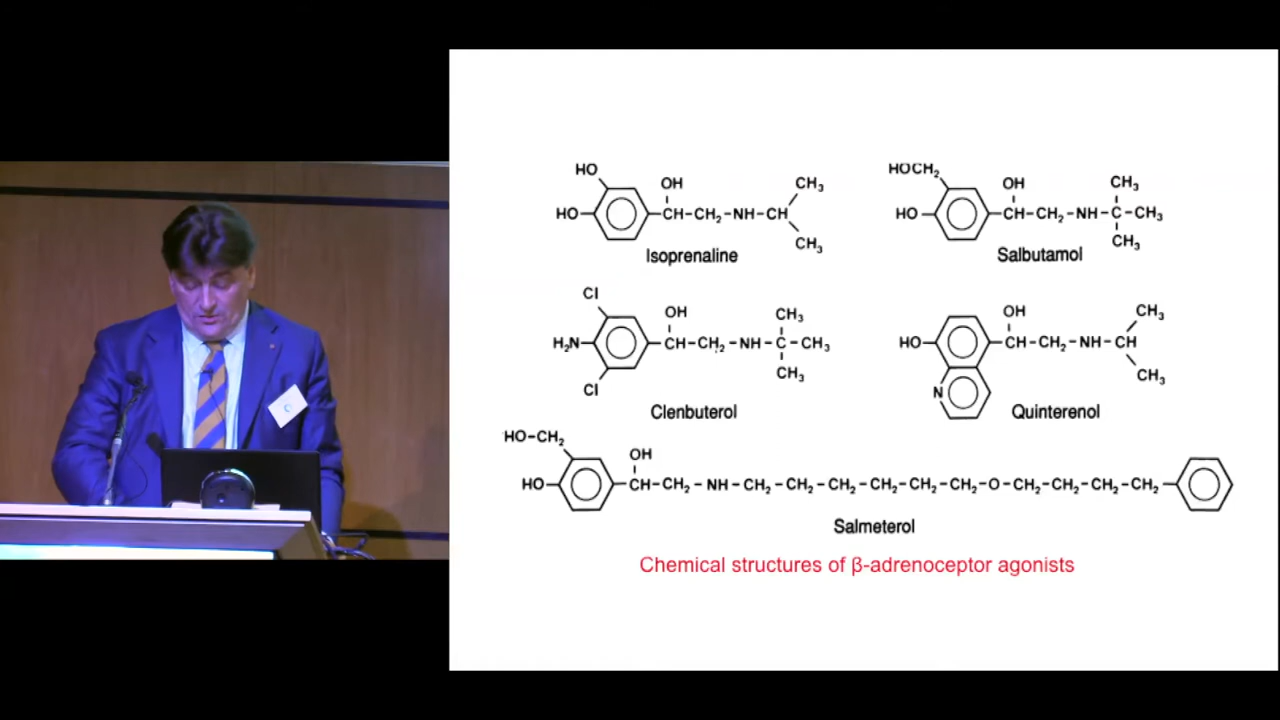 HO
HO
OH
CH-CH₂-NH-CH
CH₃
CH₃
Isoprenaline
HOCH₂
HO
OH
CH-CH₂-NH-C-CH₃
CH₃
CH₃
Salbutamol
Cl
H₂N
Cl
OH
CH-CH₂-NH-C-CH₃
CH₃
CH₃
Clenbuterol
HO
N
OH
CH-CH₂-NH-CH
CH₃
CH₃
Quinterenol
HO-CH₂
HO
OH
CH-CH₂-NH-CH₂-CH₂-CH₂-CH₂-CH₂-CH₂-O-CH₂-CH₂-CH₂-CH₂
Salmeterol
Chemical structures of β-adrenoceptor agonists